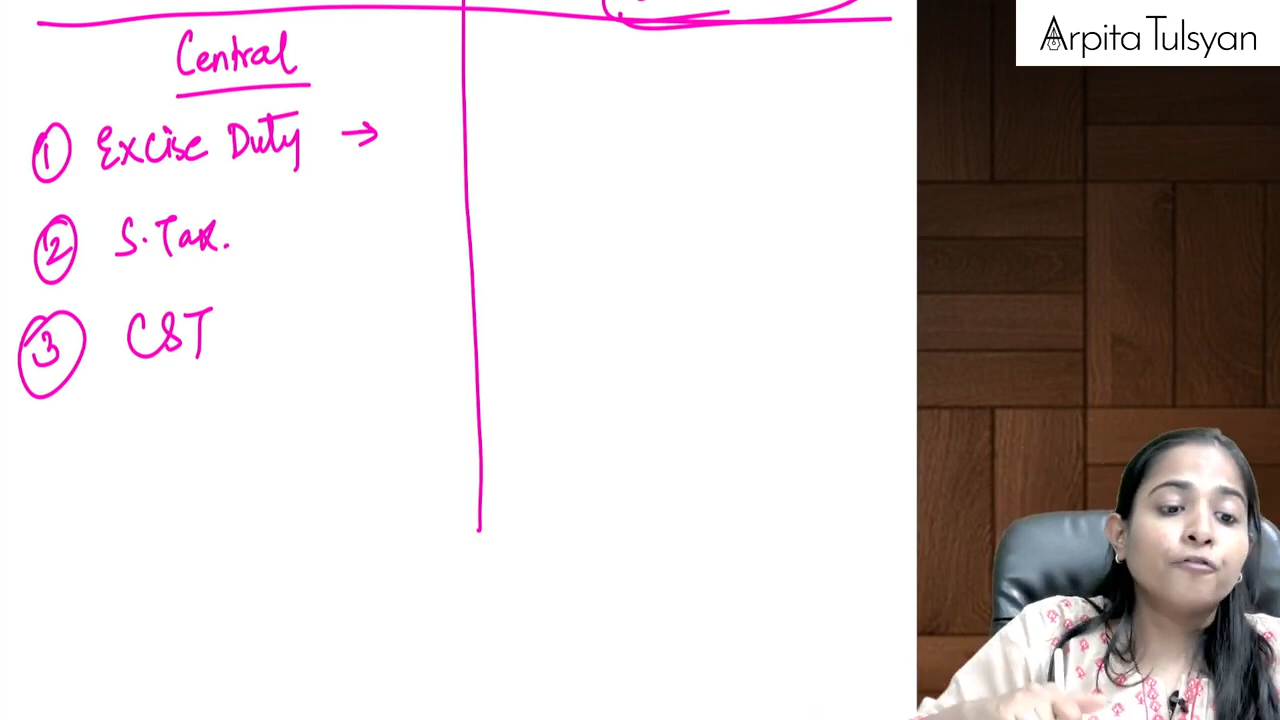 Arpita Tulsyan
Central
① Excise Duty →
② S. Tax.
③ CST